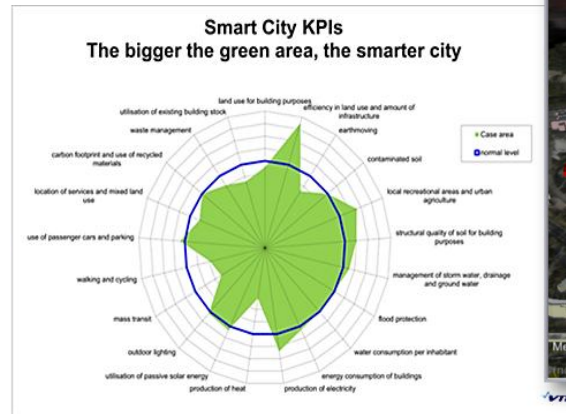 Smart City KPIs
The bigger the green area, the smarter city
land use for building purposes
efficiency in land use and amount of
infrastructure
earthmoving
contaminated soil
local recreational areas and urban
agriculture
structural quality of soil for building
purposes
management of storm water, drainage
and ground water
flood protection
water consumption per inhabitant
energy consumption of buildings
production of electricity
production of heat
utilisation of passive solar energy
outdoor lighting
mass transit
walking and cycling
use of passenger cars and parking
location of services and mixed land
use
carbon footprint and use of recycled
materials
waste management
utilisation of existing building stock
Case area
normal level